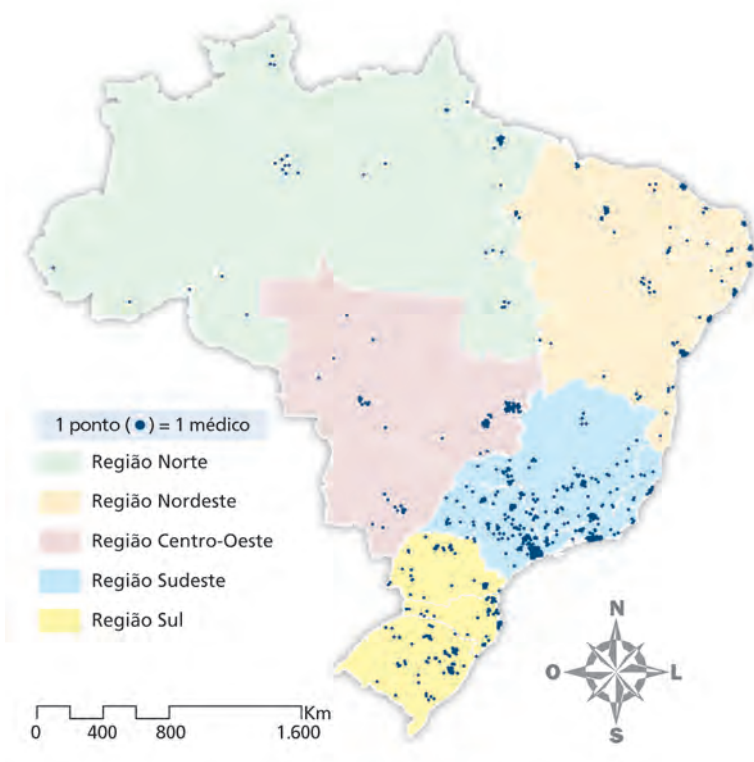 1 ponto (●) = 1 médico
Região Norte
Região Nordeste
Região Centro-Oeste
Região Sudeste
Região Sul
N
O L
S
Km
0 400 800 1.600